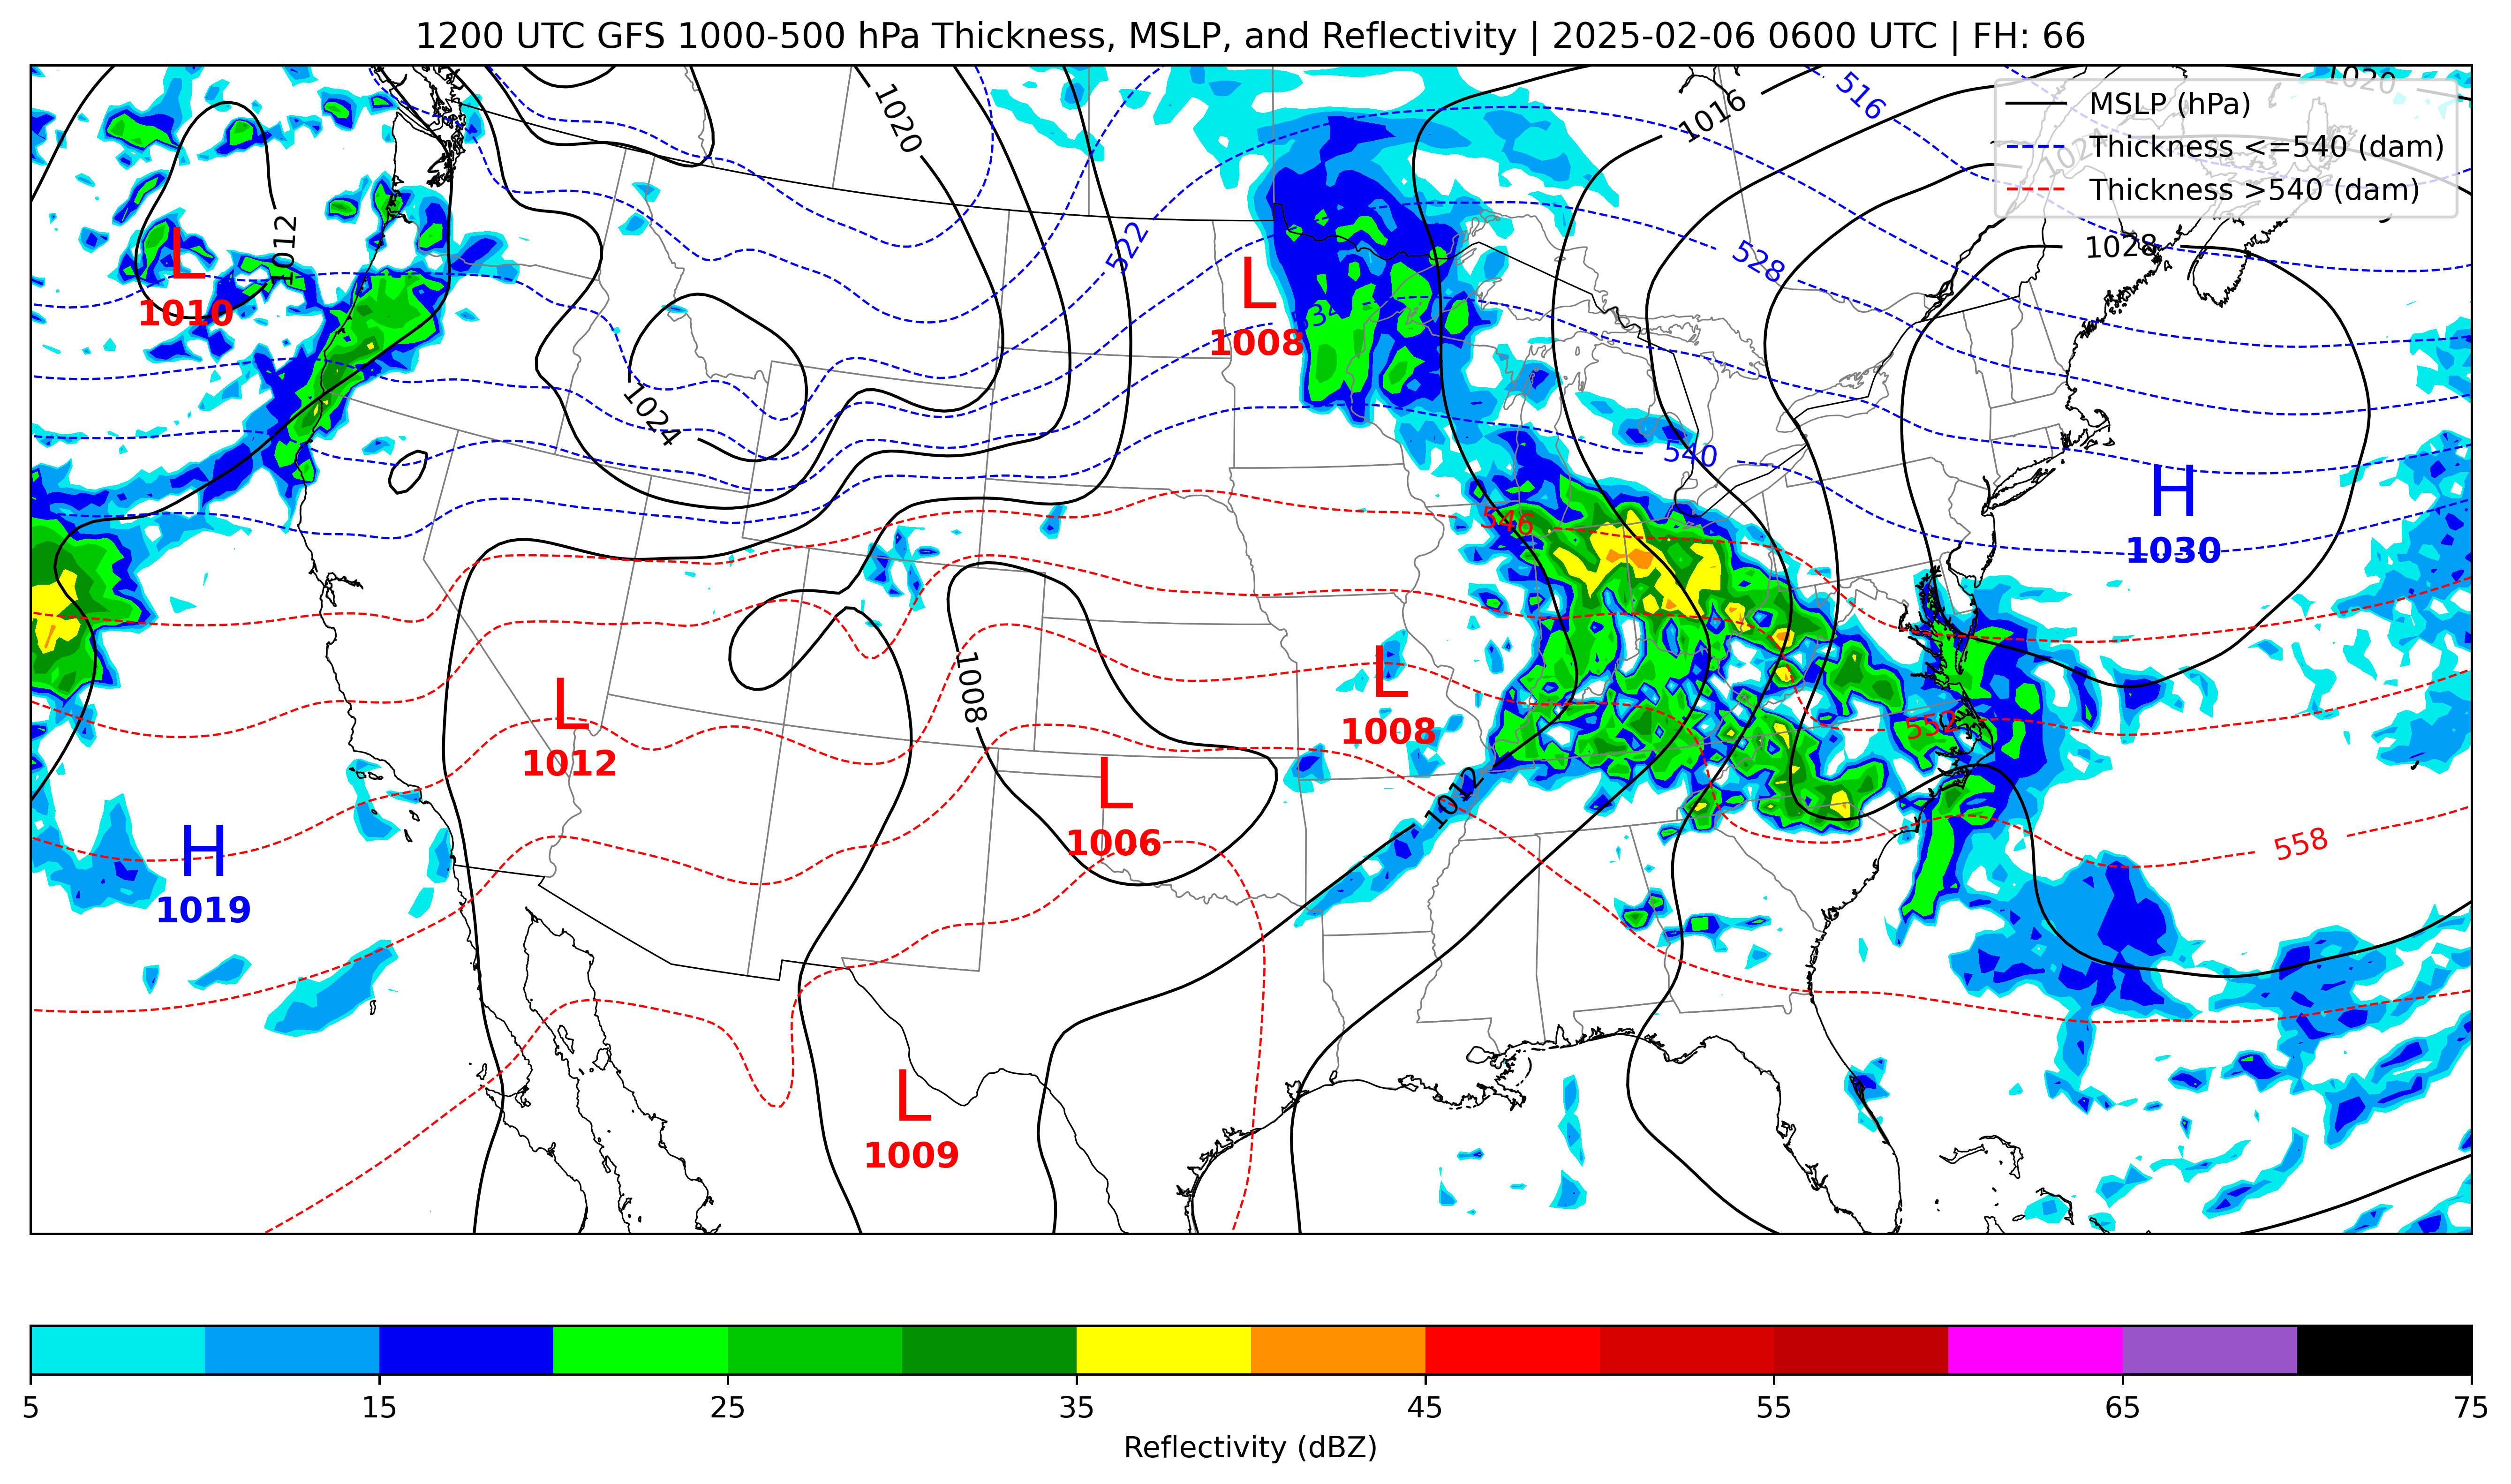 1200 UTC GFS 1000-500 hPa Thickness, MSLP, and Reflectivity | 2025-02-06 0600 UTC | FH: 66
MSLP (hPa)
Thickness <=540 (dam)
Thickness >540 (dam)
1020
1020
1016
516
1024
1012
522
528
1028
L
1010
L
1008
534
1024
540
H
1030
546
L
1008
1008
L
1012
552
L
1006
1012
558
H
1019
L
1009
5
15
25
35
45
55
65
75
Reflectivity (dBZ)